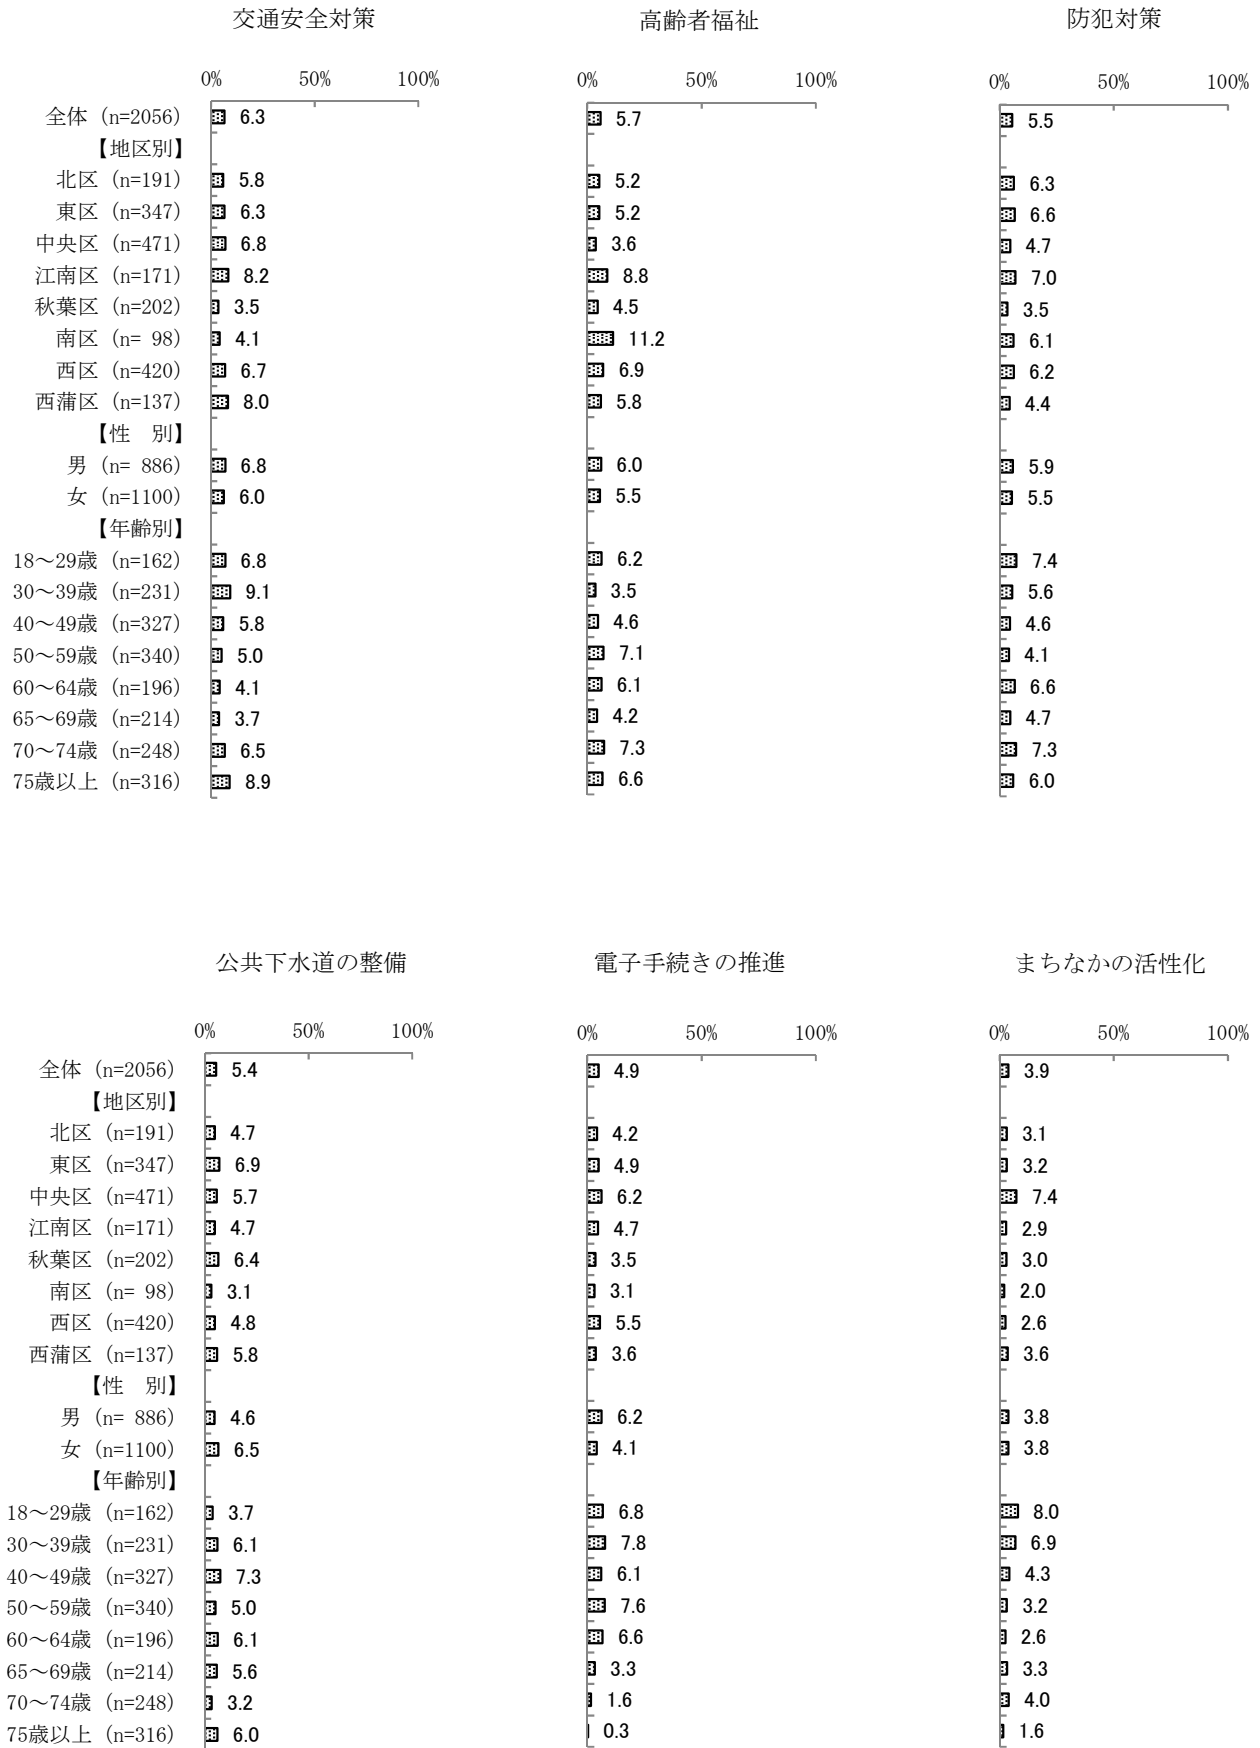 交通安全対策 高齢者福祉 防犯対策
0% 50% 100% 0% 50% 100% 0% 50% 100%
全体 (n=2056) 6.3 5.7 5.5
【地区別】
北区 (n=191) 5.8 5.2 6.3
東区 (n=347) 6.3 5.2 6.6
中央区 (n=471) 6.8 3.6 4.7
江南区 (n=171) 8.2 8.8 7.0
秋葉区 (n=202) 3.5 4.5 3.5
南区 (n= 98) 4.1 11.2 6.1
西区 (n=420) 6.7 6.9 6.2
西蒲区 (n=137) 8.0 5.8 4.4
【性　別】
男 (n= 886) 6.8 6.0 5.9
女 (n=1100) 6.0 5.5 5.5
【年齢別】
18～29歳 (n=162) 6.8 6.2 7.4
30～39歳 (n=231) 9.1 3.5 5.6
40～49歳 (n=327) 5.8 4.6 4.6
50～59歳 (n=340) 5.0 7.1 4.1
60～64歳 (n=196) 4.1 6.1 6.6
65～69歳 (n=214) 3.7 4.2 4.7
70～74歳 (n=248) 6.5 7.3 7.3
75歳以上 (n=316) 8.9 6.6 6.0
公共下水道の整備 電子手続きの推進 まちなかの活性化
0% 50% 100% 0% 50% 100% 0% 50% 100%
全体 (n=2056) 5.4 4.9 3.9
【地区別】
北区 (n=191) 4.7 4.2 3.1
東区 (n=347) 6.9 4.9 3.2
中央区 (n=471) 5.7 6.2 7.4
江南区 (n=171) 4.7 4.7 2.9
秋葉区 (n=202) 6.4 3.5 3.0
南区 (n= 98) 3.1 3.1 2.0
西区 (n=420) 4.8 5.5 2.6
西蒲区 (n=137) 5.8 3.6 3.6
【性　別】
男 (n= 886) 4.6 6.2 3.8
女 (n=1100) 6.5 4.1 3.8
【年齢別】
18～29歳 (n=162) 3.7 6.8 8.0
30～39歳 (n=231) 6.1 7.8 6.9
40～49歳 (n=327) 7.3 6.1 4.3
50～59歳 (n=340) 5.0 7.6 3.2
60～64歳 (n=196) 6.1 6.6 2.6
65～69歳 (n=214) 5.6 3.3 3.3
70～74歳 (n=248) 3.2 1.6 4.0
75歳以上 (n=316) 6.0 0.3 1.6